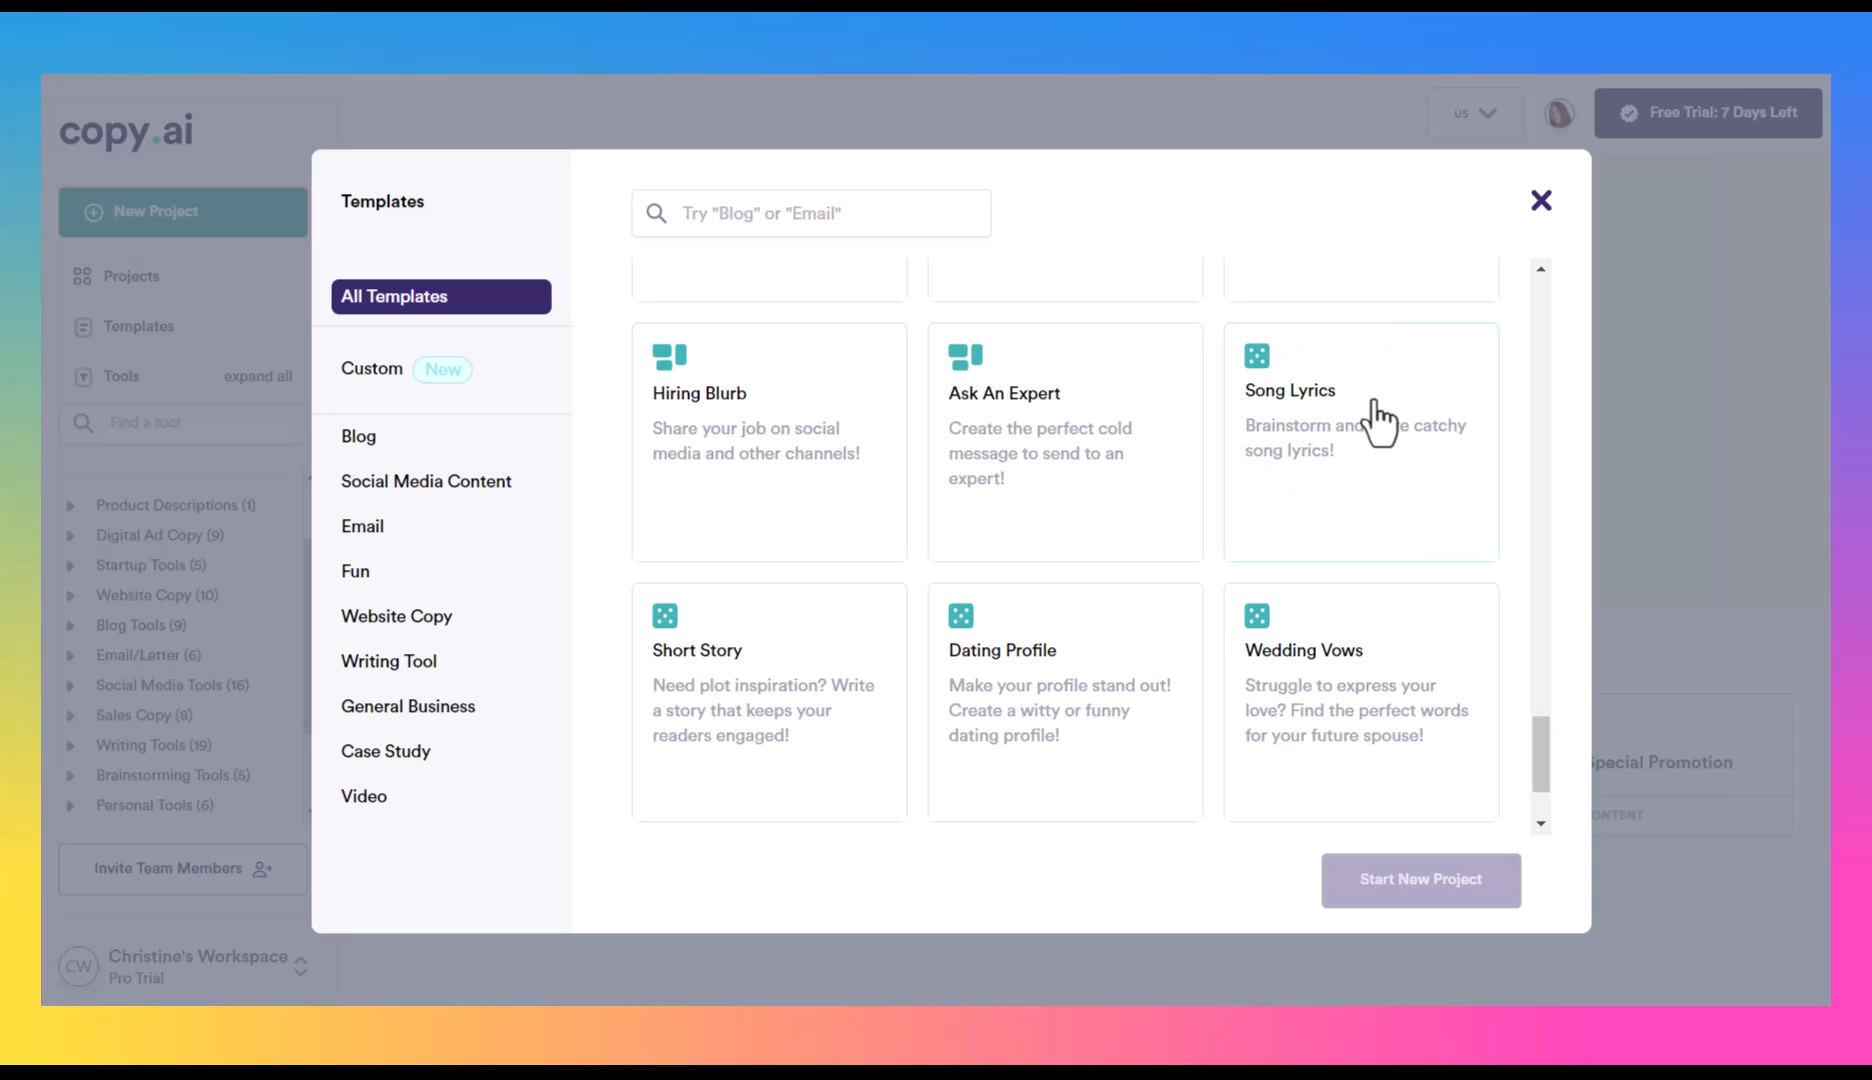 copy.ai
US
Free Trial: 7 Days Left
New Project
Projects
Templates
Tools
expand all
Find a tool
Product Descriptions (1)
Digital Ad Copy (9)
Startup Tools (5)
Website Copy (10)
Blog Tools (9)
Email/Letter (6)
Social Media Tools (16)
Sales Copy (8)
Writing Tools (19)
Brainstorming Tools (5)
Personal Tools (6)
Invite Team Members
CW
Christine's Workspace
Pro Trial
Templates
All Templates
Custom
New
Blog
Social Media Content
Email
Fun
Website Copy
Writing Tool
General Business
Case Study
Video
Try "Blog" or "Email"
Hiring Blurb
Share your job on social
media and other channels!
Ask An Expert
Create the perfect cold
message to send to an
expert!
Song Lyrics
Brainstorm and catchy
song lyrics!
Short Story
Need plot inspiration? Write
a story that keeps your
readers engaged!
Dating Profile
Make your profile stand out!
Create a witty or funny
dating profile!
Wedding Vows
Struggle to express your
love? Find the perfect words
for your future spouse!
Start New Project
Special Promotion